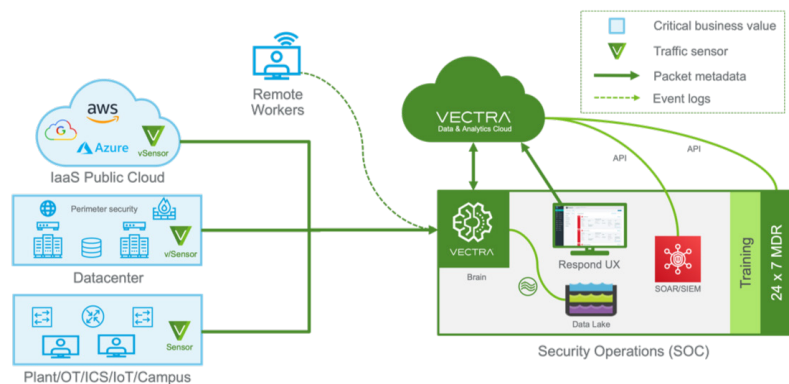 Critical business value
Traffic sensor
Packet metadata
Event logs
Remote
Workers
aws
Azure
vSensor
IaaS Public Cloud
VECTRA
Data & Analytics Cloud
API
API
Perimeter security
v/Sensor
Datacenter
VECTRA
Brain
Respond UX
SOAR/SIEM
Data Lake
Training
24 x 7 MDR
Sensor
Plant/OT/ICS/IoT/Campus
Security Operations (SOC)